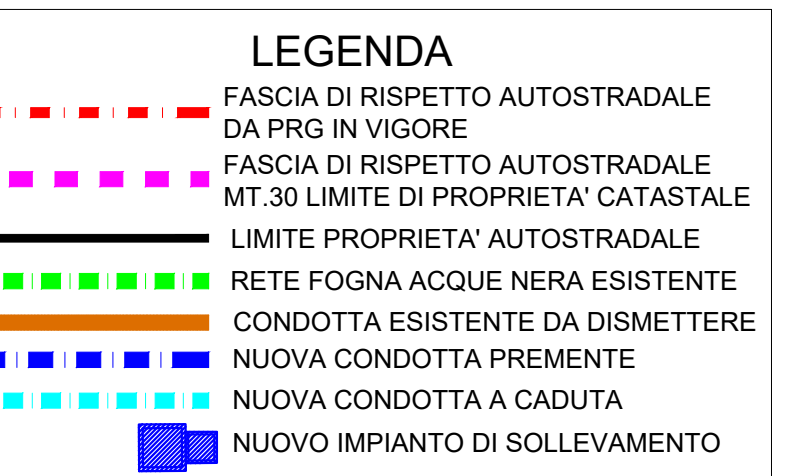 LEGENDA
FASCIA DI RISPETTO AUTOSTRADALE
DA PRG IN VIGORE
FASCIA DI RISPETTO AUTOSTRADALE
MT.30 LIMITE DI PROPRIETA' CATASTALE
LIMITE PROPRIETA' AUTOSTRADALE
RETE FOGNA ACQUE NERA ESISTENTE
CONDOTTA ESISTENTE DA DISMETTERE
NUOVA CONDOTTA PREMENTE
NUOVA CONDOTTA A CADUTA
NUOVO IMPIANTO DI SOLLEVAMENTO